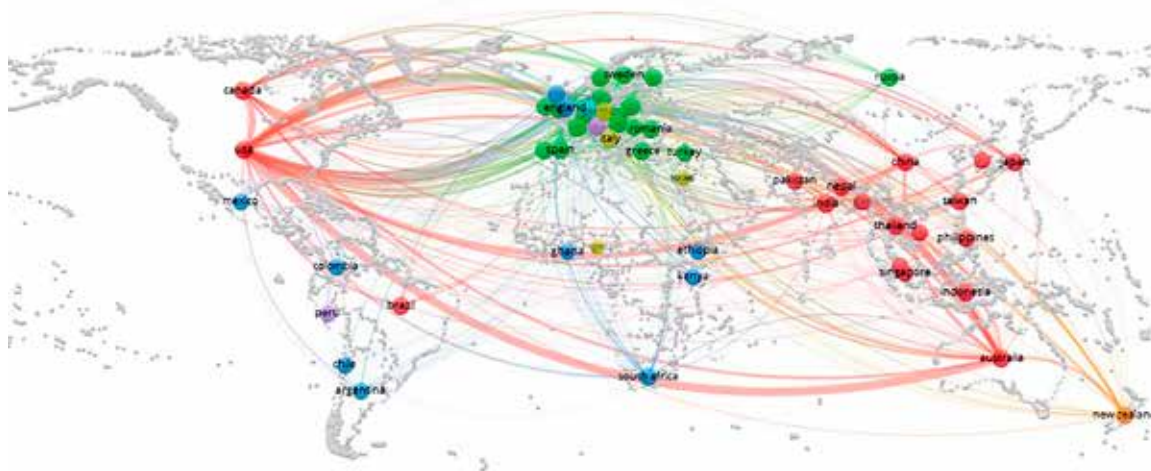 sweden
russia
canada
england
romania
italy
usa
spain
greece
turkey
china
japan
israel
pakistan
nepal
mexico
india
taiwan
thailand
philippines
ghana
ethiopia
colombia
kenya
singapore
indonesia
peru
brazil
chile
australia
south africa
argentina
new zealand